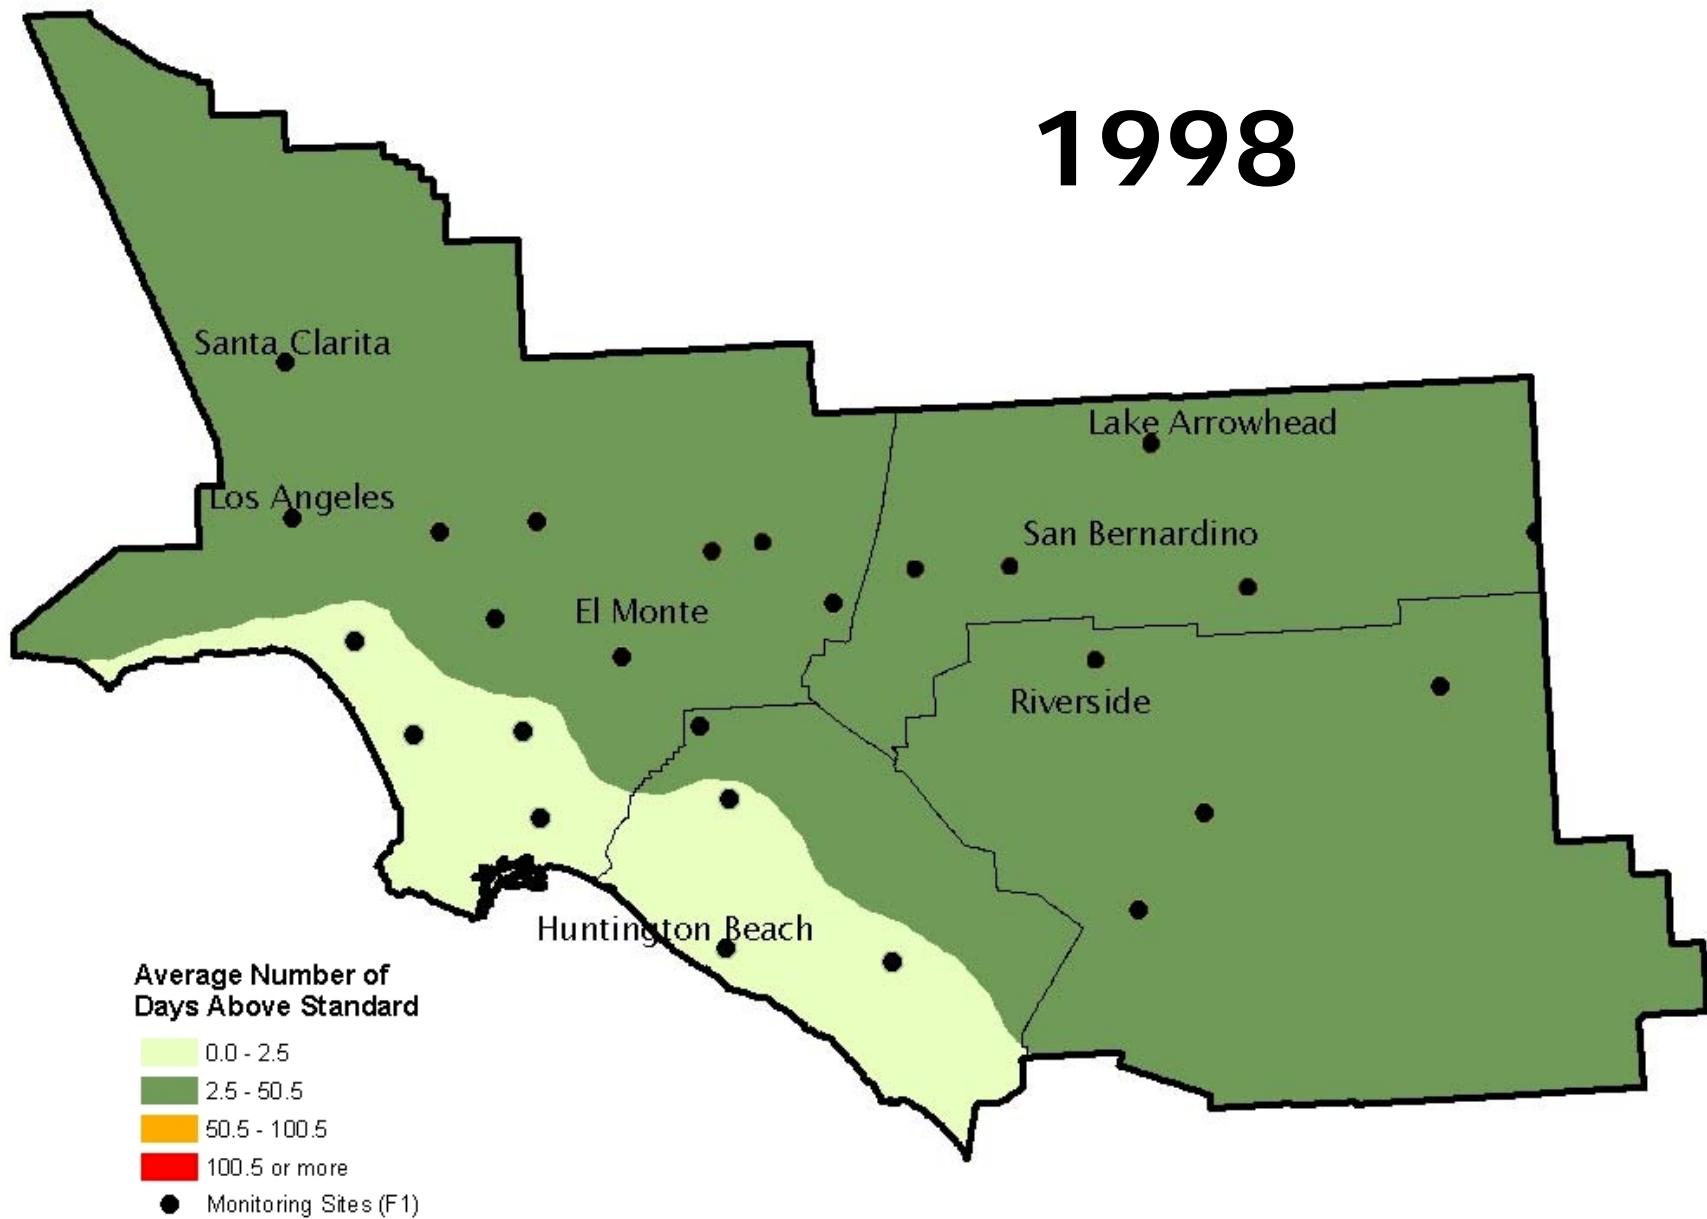 1998
Santa Clarita
Lake Arrowhead
Los Angeles
San Bernardino
El Monte
Riverside
Huntington Beach
Average Number of
Days Above Standard
0.0 - 2.5
2.5 - 50.5
50.5 - 100.5
100.5 or more
Monitoring Sites (F1)